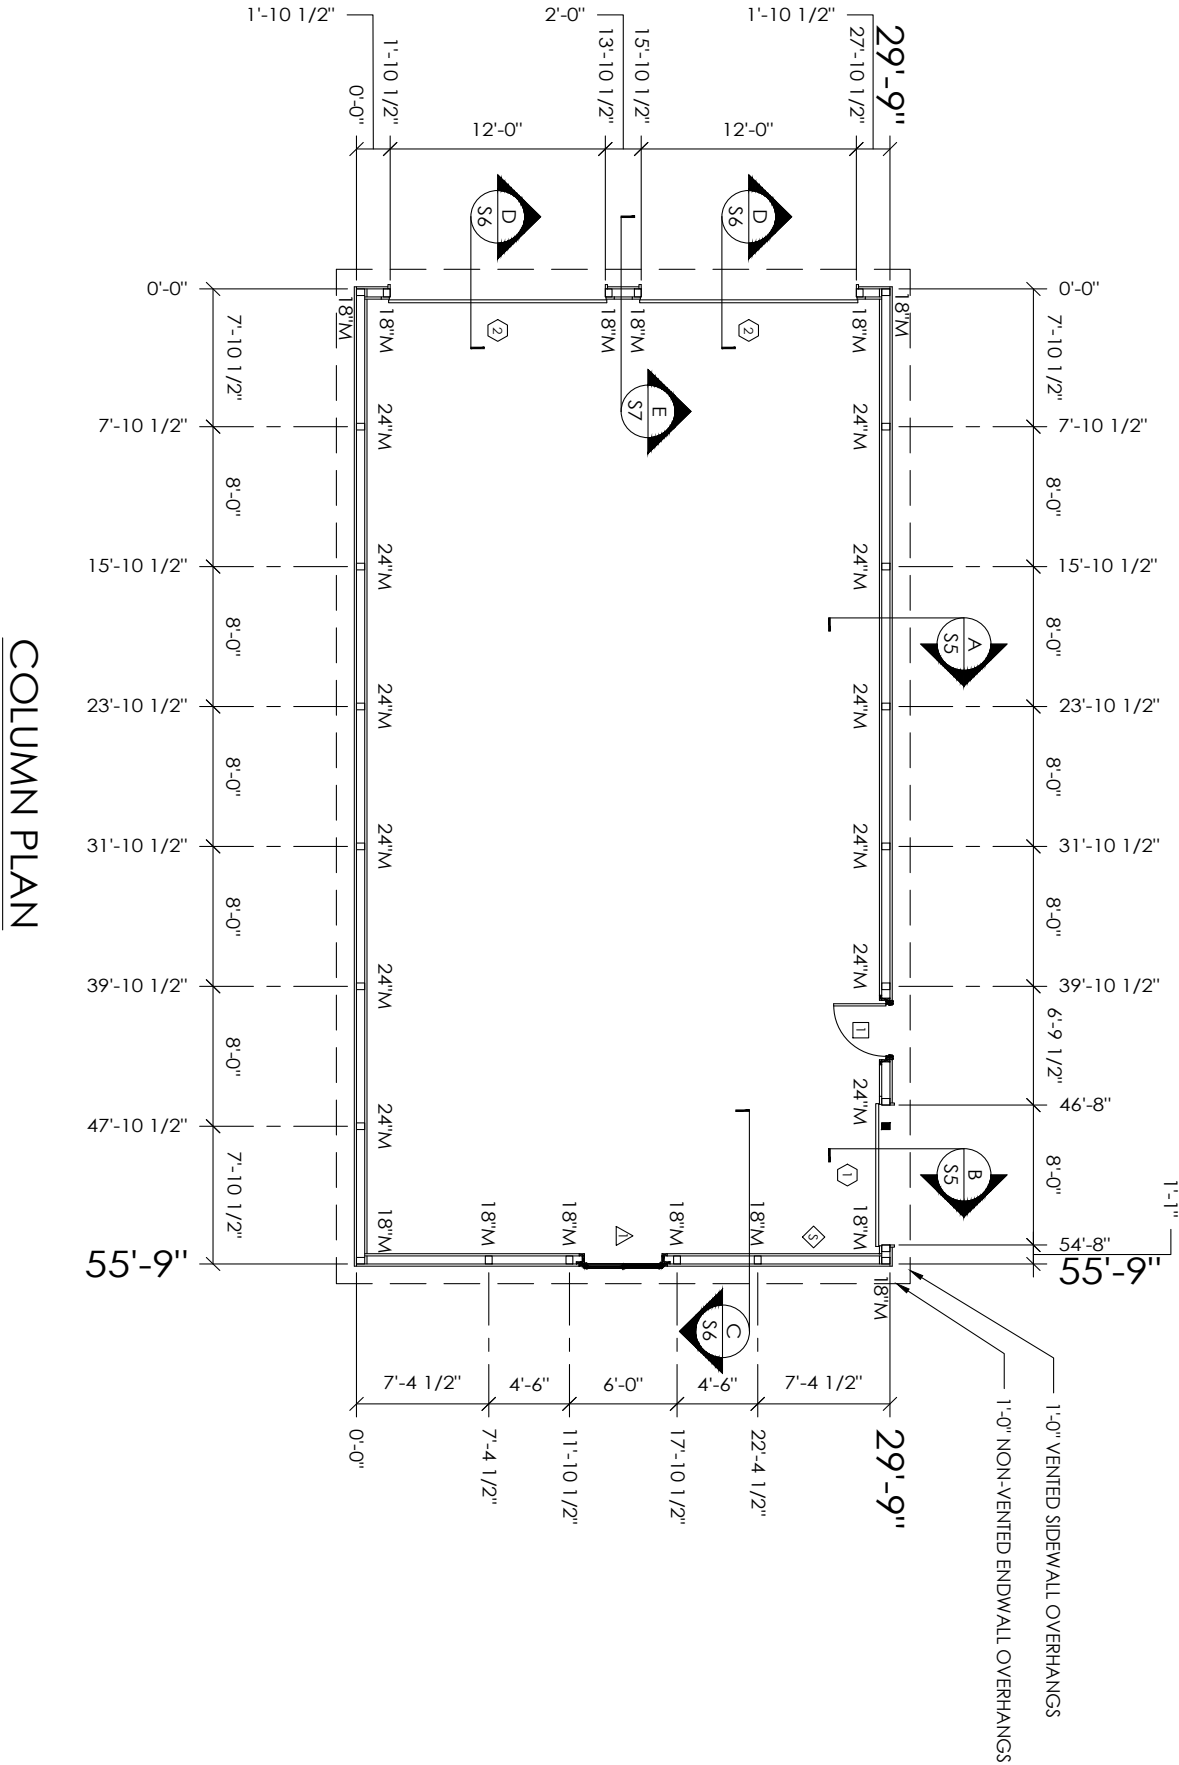 1'-10 1/2"
2'-0"
1'-10 1/2"
0'-0"
1'-10 1/2"
13'-10 1/2"
15'-10 1/2"
27'-10 1/2"
29'-9"
12'-0"
12'-0"
D
S6
D
S6
0'-0"
0'-0"
18"M
18"M
18"M
18"M
18"M
18"M
2
2
7'-10 1/2"
7'-10 1/2"
E
S7
7'-10 1/2"
24"M
24"M
7'-10 1/2"
8'-0"
8'-0"
15'-10 1/2"
24"M
24"M
15'-10 1/2"
8'-0"
A
S5
8'-0"
23'-10 1/2"
24"M
24"M
23'-10 1/2"
8'-0"
8'-0"
31'-10 1/2"
24"M
24"M
31'-10 1/2"
8'-0"
8'-0"
39'-10 1/2"
24"M
24"M
39'-10 1/2"
8'-0"
1
6'-9 1/2"
47'-10 1/2"
24"M
24"M
46'-8"
7'-10 1/2"
1
B
S5
8'-0"
1'-1"
18"M
18"M
18"M
1
18"M
18"M
S
18"M
54'-8"
55'-9"
55'-9"
18"M
C
S6
7'-4 1/2"
4'-6"
6'-0"
4'-6"
7'-4 1/2"
0'-0"
7'-4 1/2"
11'-10 1/2"
17'-10 1/2"
22'-4 1/2"
29'-9"
1'-0" VENTED SIDEWALL OVERHANGS
1'-0" NON-VENTED ENDWALL OVERHANGS
COLUMN PLAN